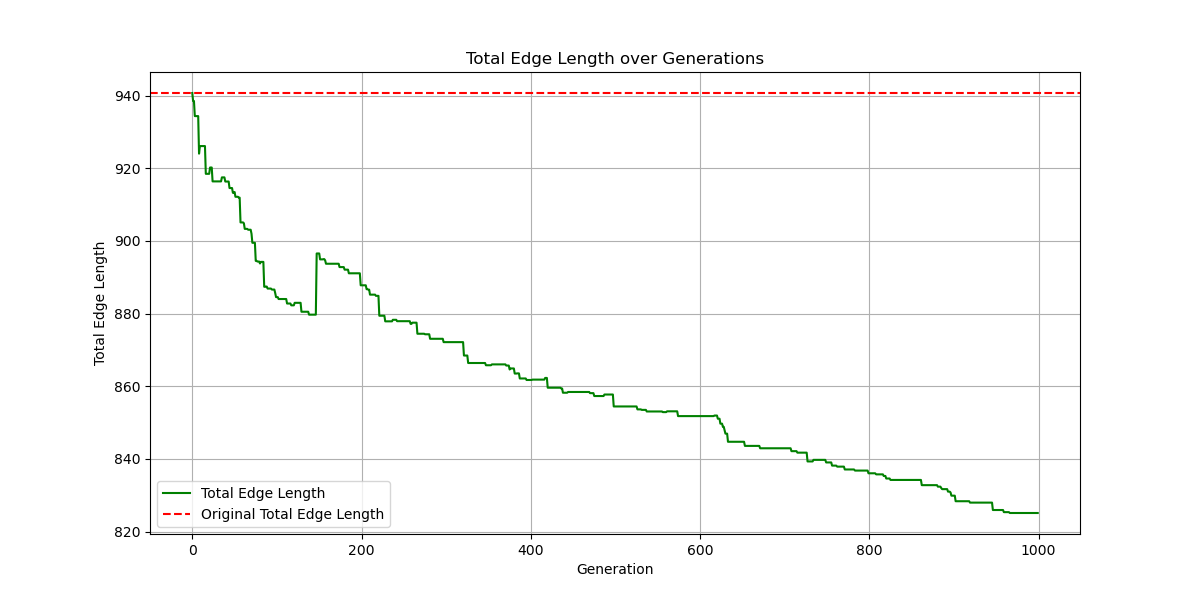 Total Edge Length over Generations
Total Edge Length
940
920
900
880
860
840
820
Total Edge Length
Original Total Edge Length
0 200 400 600 800 1000
Generation